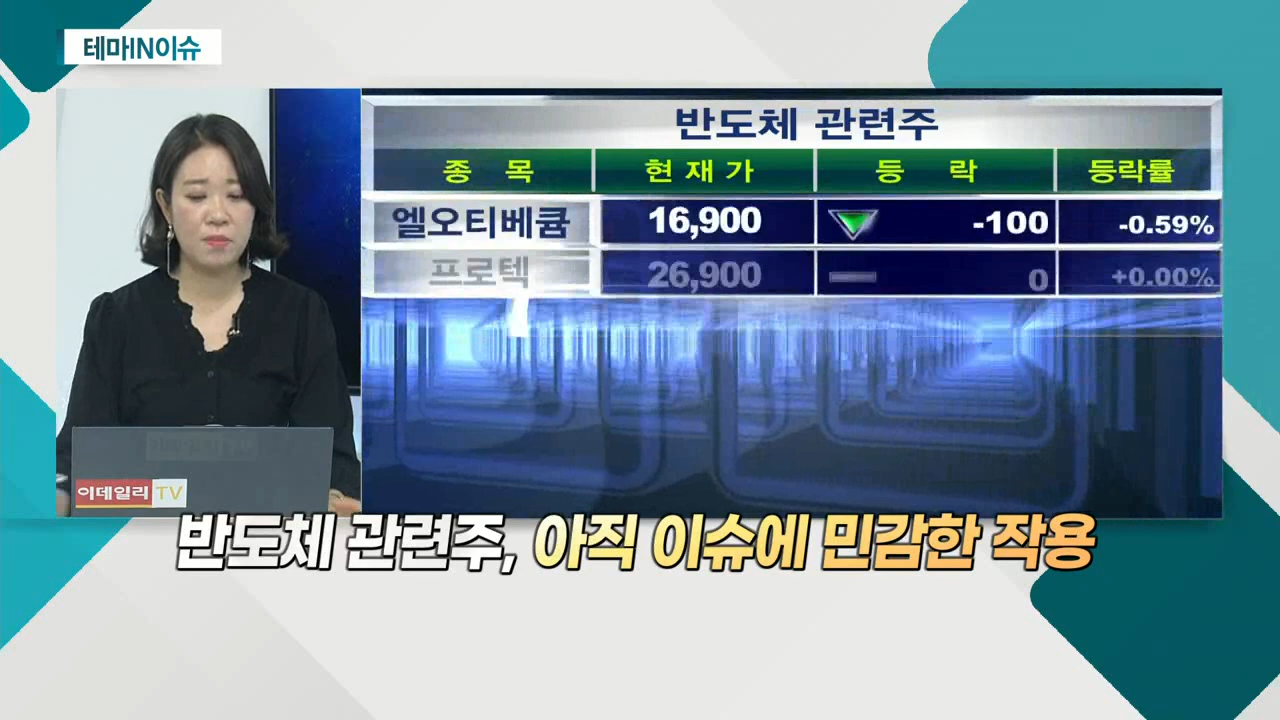 테마IN이슈
반도체 관련주
종목 현재가 등락 등락률
엘오티베큠 16,900 -100 -0.59%
프로텍 26,900 0 +0.00%
이데일리 TV
반도체 관련주, 아직 이슈에 민감한 작용